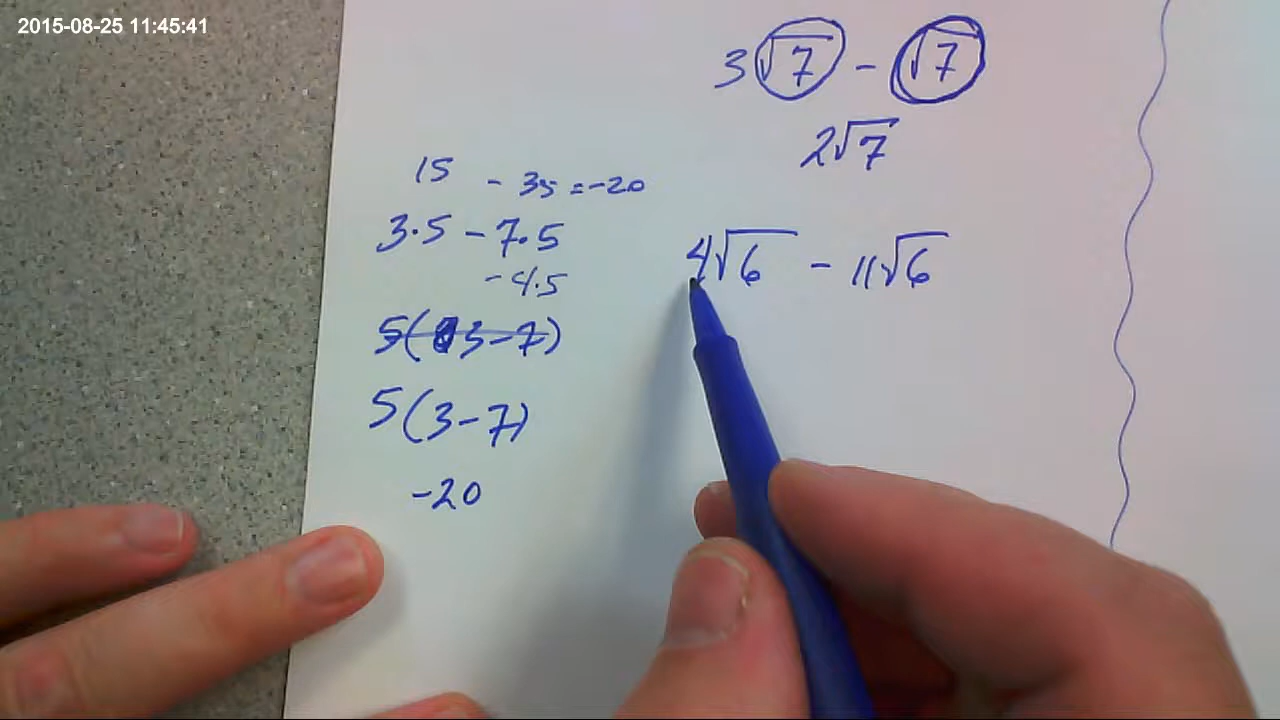 2015-08-25 11:45:41
3√7 - √7
2√7
15 - 35 = -20
3·5 - 7·5
-4·5
5(3-7)
5(3-7)
-20
4√6 - 11√6